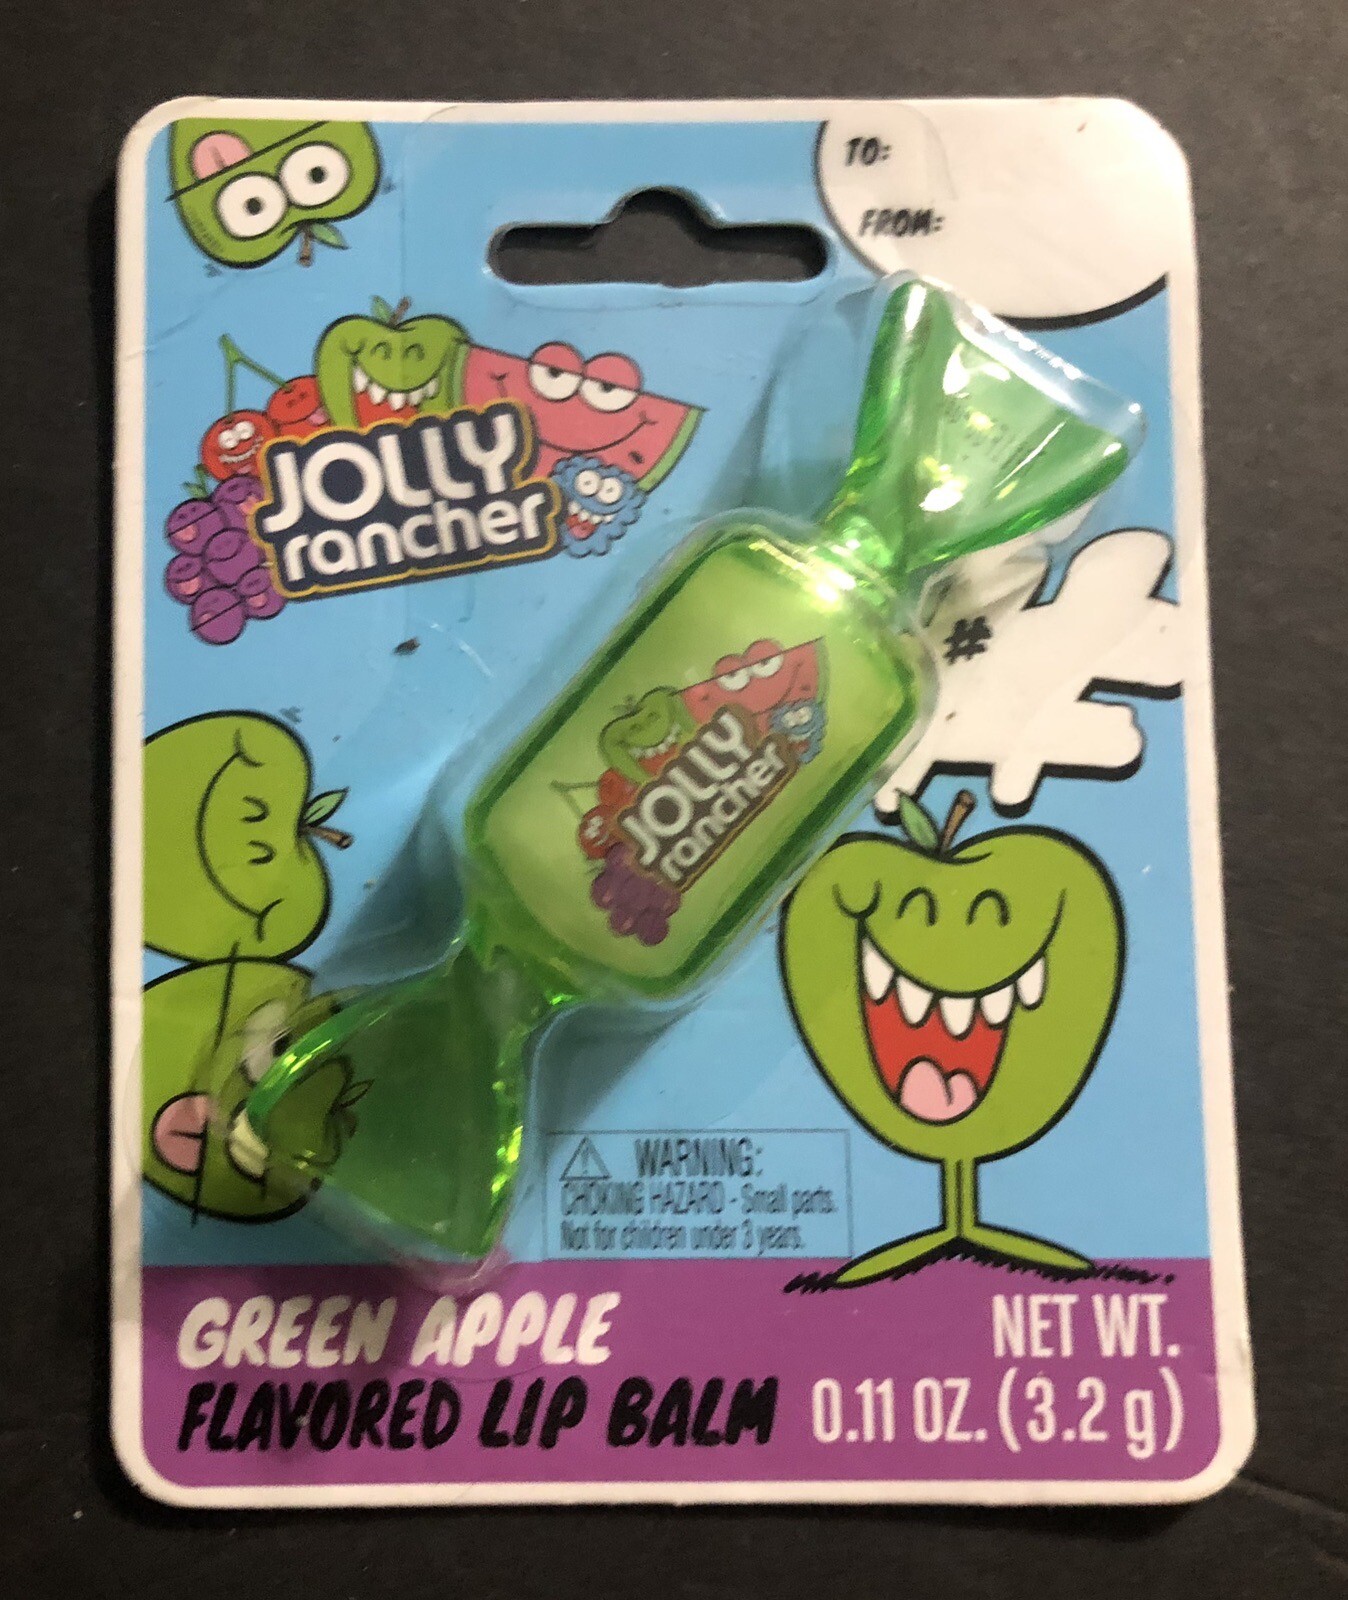 TO:
FROM:
JOLLY
rancher
#
JOLLY
rancher
WARNING:
CHOKING HAZARD - Small parts.
Not for children under 3 years.
GREEN APPLE
FLAVORED LIP BALM
NET WT.
0.11 OZ. (3.2 g)